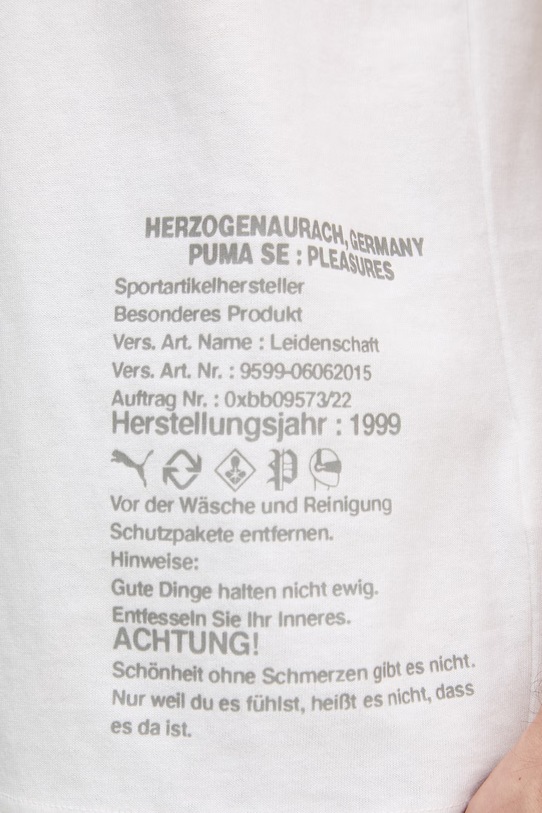 HERZOGENAURACH, GERMANY
PUMA SE : PLEASURES
Sportartikelhersteller
Besonderes Produkt
Vers. Art. Name : Leidenschaft
Vers. Art. Nr. : 9599-06062015
Auftrag Nr. : 0xbb09573/22
Herstellungsjahr : 1999
P
Vor der Wäsche und Reinigung
Schutzpakete entfernen.
Hinweise:
Gute Dinge halten nicht ewig.
Entfesseln Sie Ihr Inneres.
ACHTUNG!
Schönheit ohne Schmerzen gibt es nicht.
Nur weil du es fühlst, heißt es nicht, dass
es da ist.